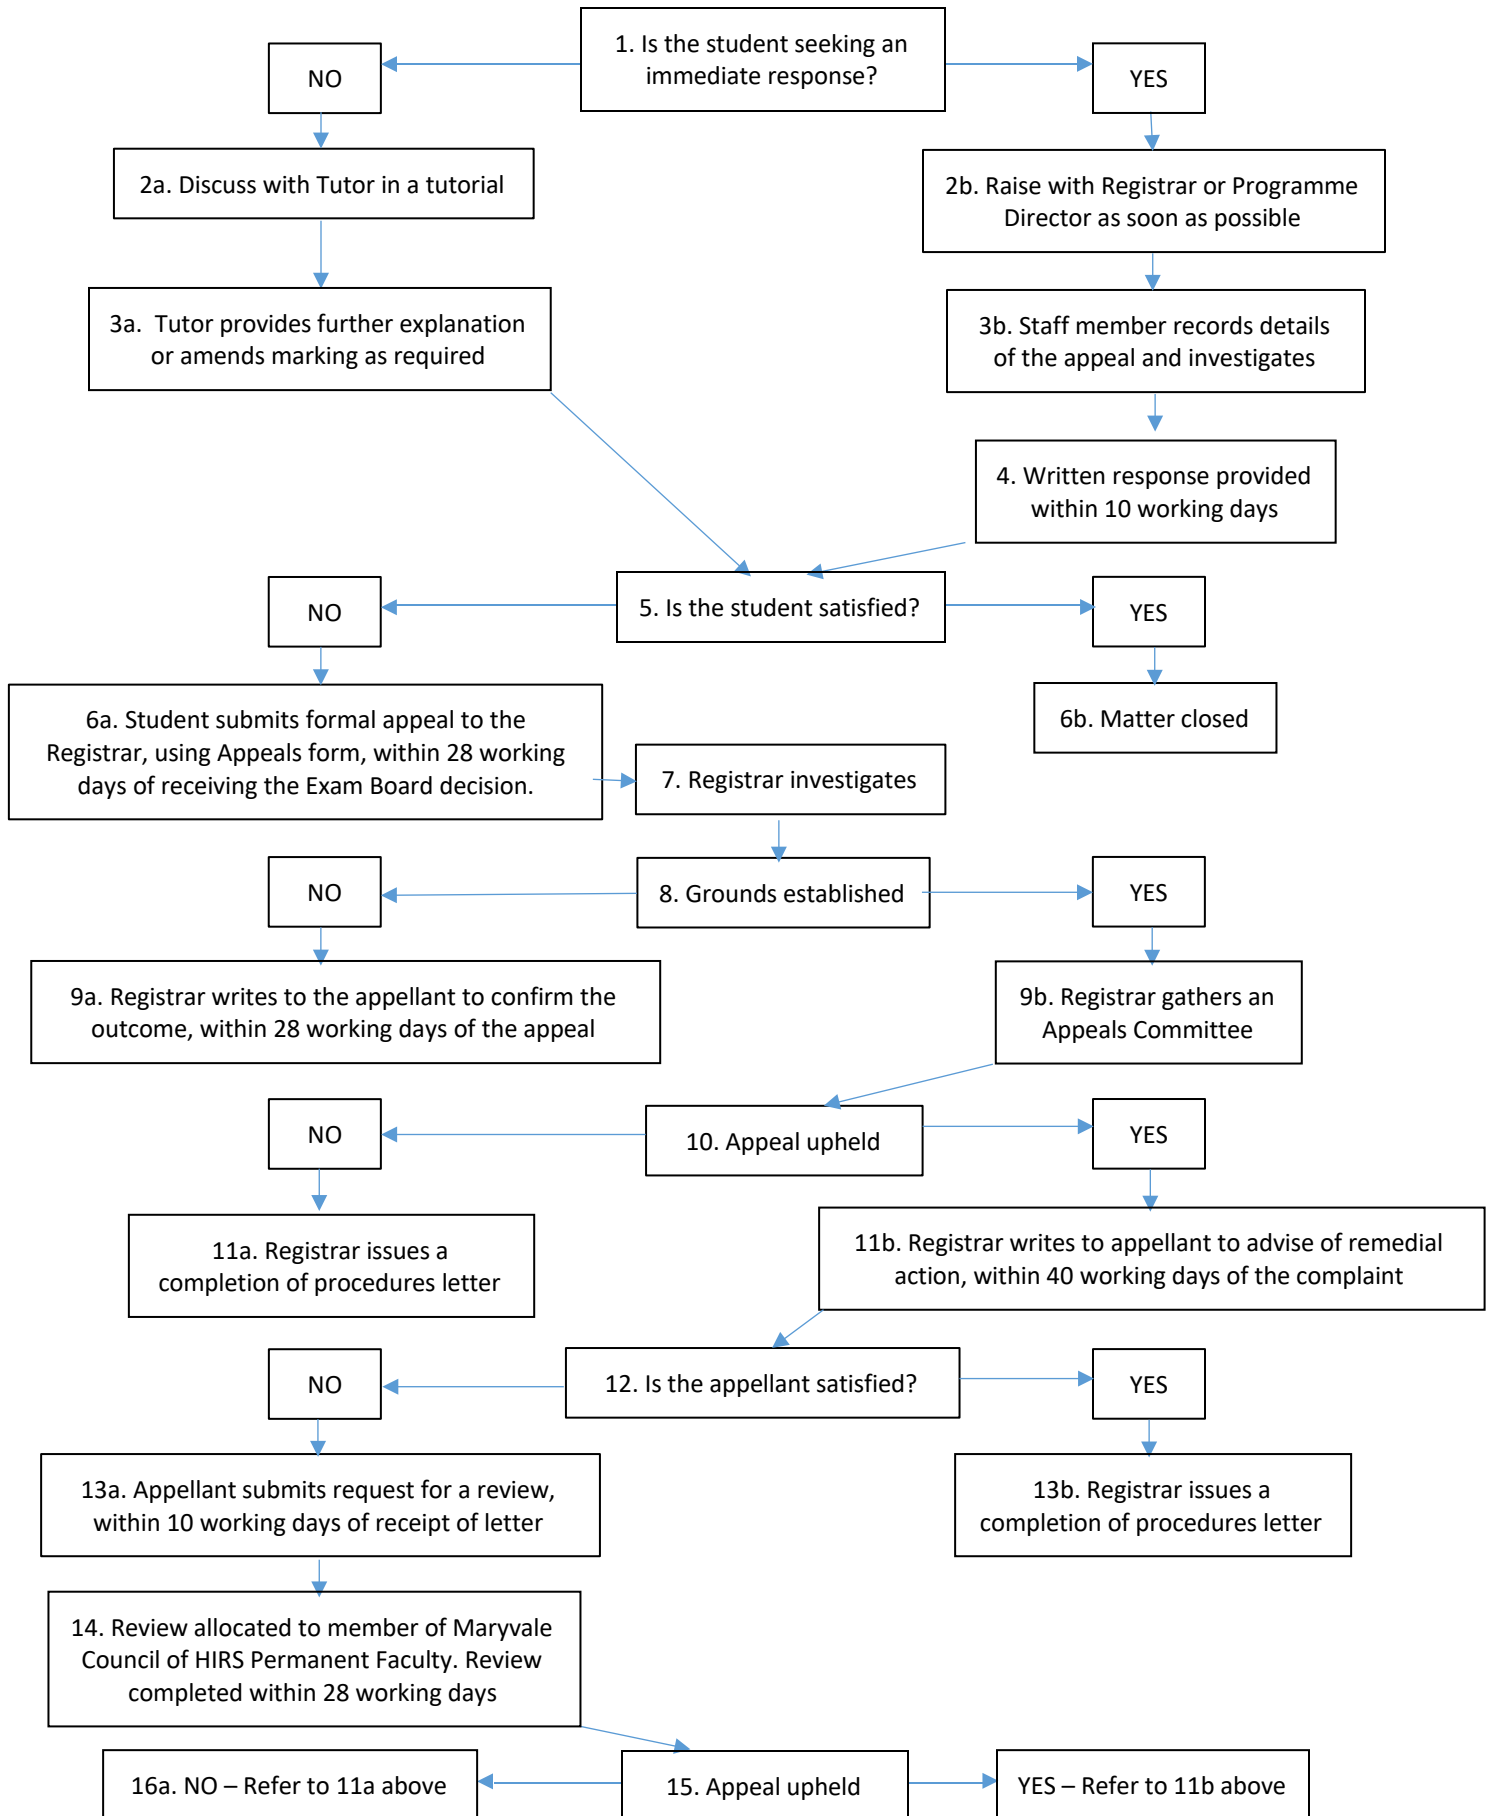 1. Is the student seeking an
immediate response?
NO
YES
2a. Discuss with Tutor in a tutorial
2b. Raise with Registrar or Programme
Director as soon as possible
3a.  Tutor provides further explanation
or amends marking as required
3b. Staff member records details
of the appeal and investigates
4. Written response provided
within 10 working days
5. Is the student satisfied?
NO
YES
6a. Student submits formal appeal to the
Registrar, using Appeals form, within 28 working
days of receiving the Exam Board decision.
6b. Matter closed
7. Registrar investigates
8. Grounds established
NO
YES
9a. Registrar writes to the appellant to confirm the
outcome, within 28 working days of the appeal
9b. Registrar gathers an
Appeals Committee
10. Appeal upheld
NO
YES
11a. Registrar issues a
completion of procedures letter
11b. Registrar writes to appellant to advise of remedial
action, within 40 working days of the complaint
12. Is the appellant satisfied?
NO
YES
13a. Appellant submits request for a review,
within 10 working days of receipt of letter
13b. Registrar issues a
completion of procedures letter
14. Review allocated to member of Maryvale
Council of HIRS Permanent Faculty. Review
completed within 28 working days
15. Appeal upheld
16a. NO – Refer to 11a above
YES – Refer to 11b above